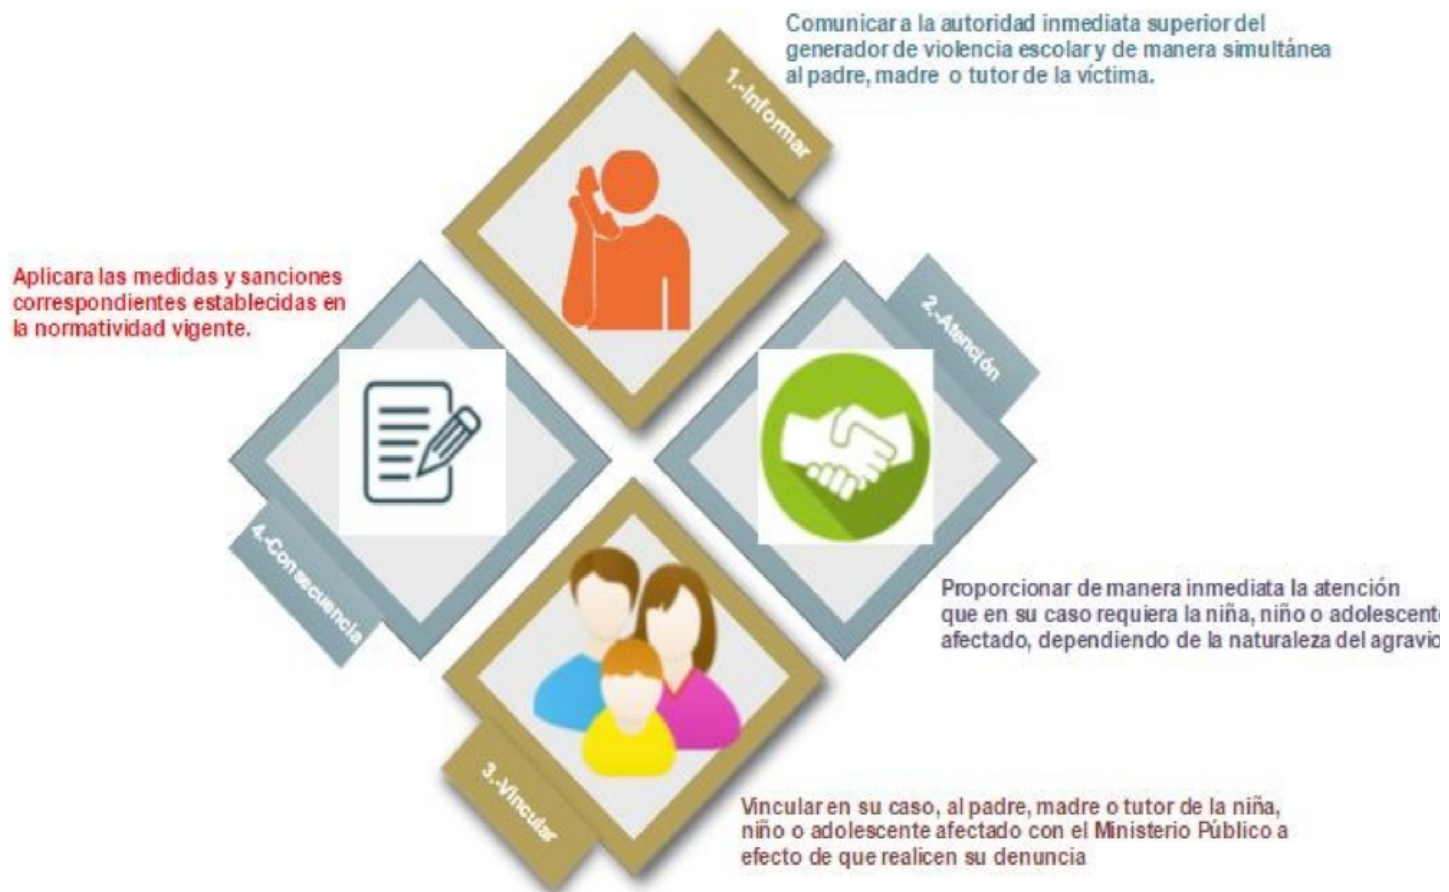 Comunicar a la autoridad inmediata superior del
generador de violencia escolar y de manera simultánea
al padre, madre o tutor de la víctima.
1.-Informar
Aplicara las medidas y sanciones
correspondientes establecidas en
la normatividad vigente.
2.-Atención
4.-Consecuencia
Proporcionar de manera inmediata la atención
que en su caso requiera la niña, niño o adolescente
afectado, dependiendo de la naturaleza del agravio
3.-Vincular
Vincular en su caso, al padre, madre o tutor de la niña,
niño o adolescente afectado con el Ministerio Público a
efecto de que realicen su denuncia